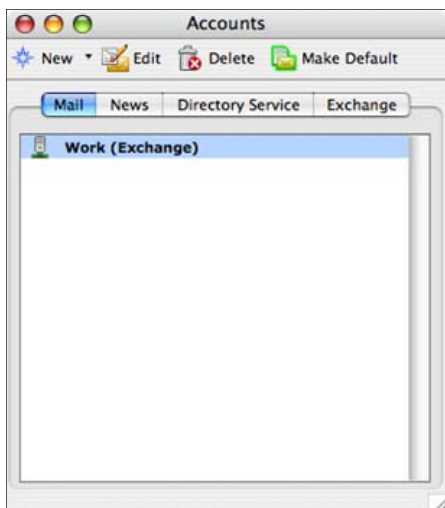 Accounts
New Edit Delete Make Default
Mail News Directory Service Exchange
Work (Exchange)